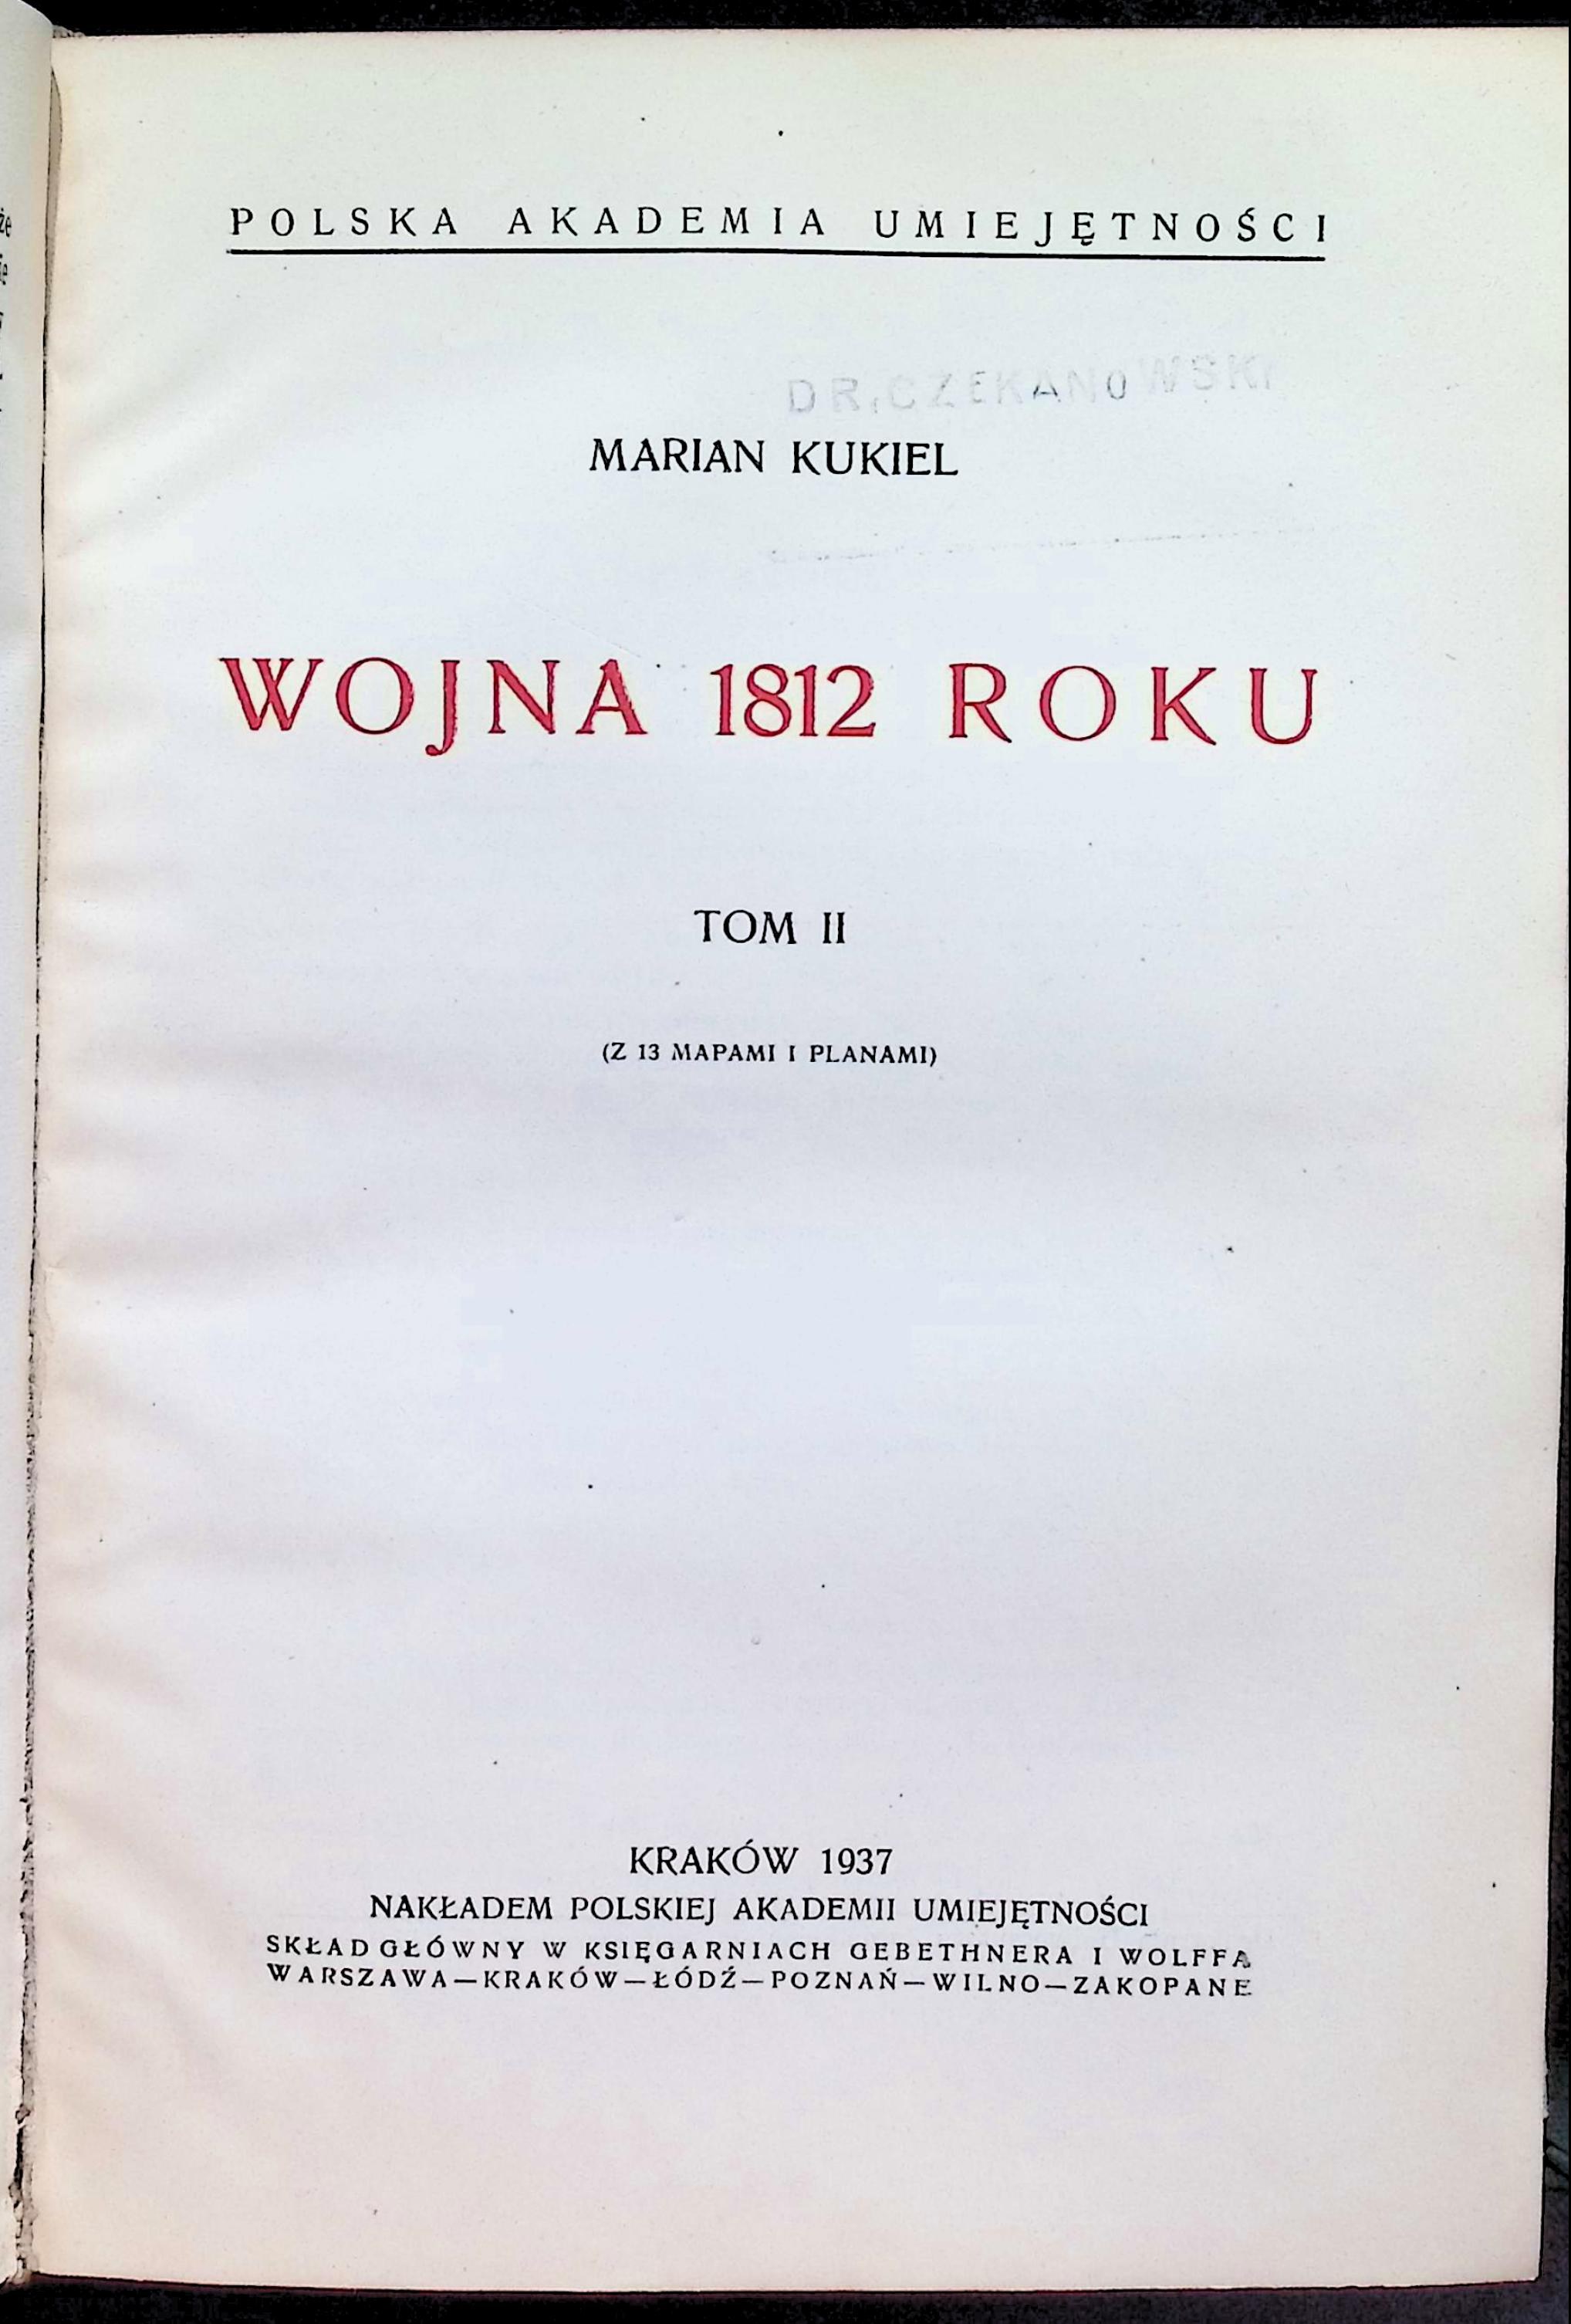 POLSKA AKADEMIA UMIEJĘTNOŚCI
DR. CZEKANOWSKI
MARIAN KUKIEL
WOJNA 1812 ROKU
TOM II
(Z 13 MAPAMI I PLANAMI)
KRAKÓW 1937
NAKŁADEM POLSKIEJ AKADEMII UMIEJĘTNOŚCI
SKŁAD GŁÓWNY W KSIĘGARNIACH GEBETHNERA I WOLFFA
WARSZAWA—KRAKÓW—ŁÓDŹ—POZNAŃ—WILNO—ZAKOPANE